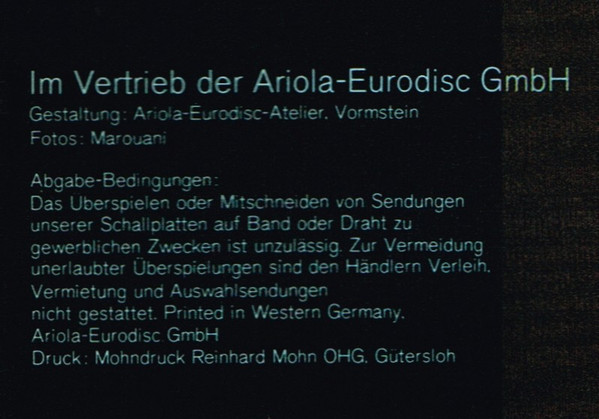 Im Vertrieb der Ariola-Eurodisc GmbH
Gestaltung: Ariola-Eurodisc-Atelier, Vormstein
Fotos: Marouani
Abgabe-Bedingungen:
Das Überspielen oder Mitschneiden von Sendungen
unserer Schallplatten auf Band oder Draht zu
gewerblichen Zwecken ist unzulässig. Zur Vermeidung
unerlaubter Überspielungen sind den Händlern Verleih,
Vermietung und Auswahlsendungen
nicht gestattet. Printed in Western Germany.
Ariola-Eurodisc GmbH
Druck: Mohndruck Reinhard Mohn OHG, Gütersloh